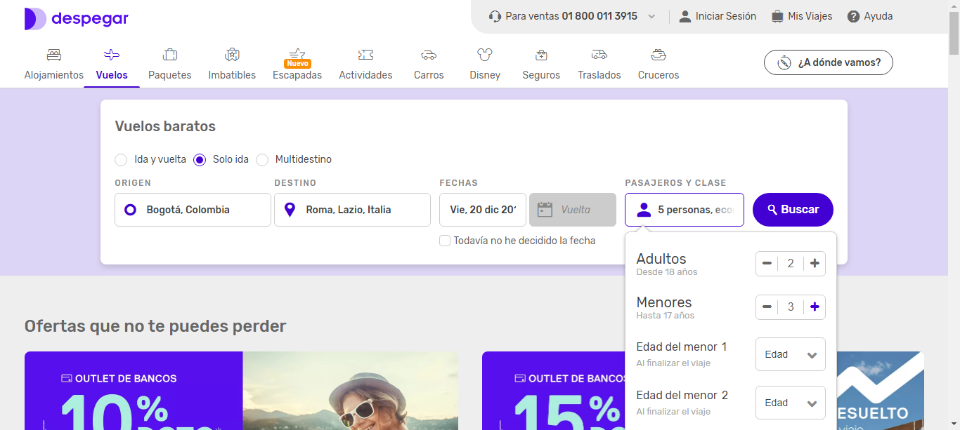 despegar
Para ventas 01 800 011 3915
Iniciar Sesión
Mis Viajes
Ayuda
Alojamientos
Vuelos
Paquetes
Imbatibles
Nuevo
Escapadas
Actividades
Carros
Disney
Seguros
Traslados
Cruceros
¿A dónde vamos?
Vuelos baratos
Ida y vuelta
Solo ida
Multidestino
ORIGEN
DESTINO
FECHAS
PASAJEROS Y CLASE
Bogotá, Colombia
Roma, Lazio, Italia
Vie, 20 dic 20
Vuelta
5 personas, eco
Buscar
Todavía no he decidido la fecha
Adultos
Desde 18 años
2
Menores
Hasta 17 años
3
Edad del menor 1
Al finalizar el viaje
Edad
Edad del menor 2
Al finalizar el viaje
Edad
Ofertas que no te puedes perder
OUTLET DE BANCOS
10%
OUTLET DE BANCOS
15%
ESUELTO